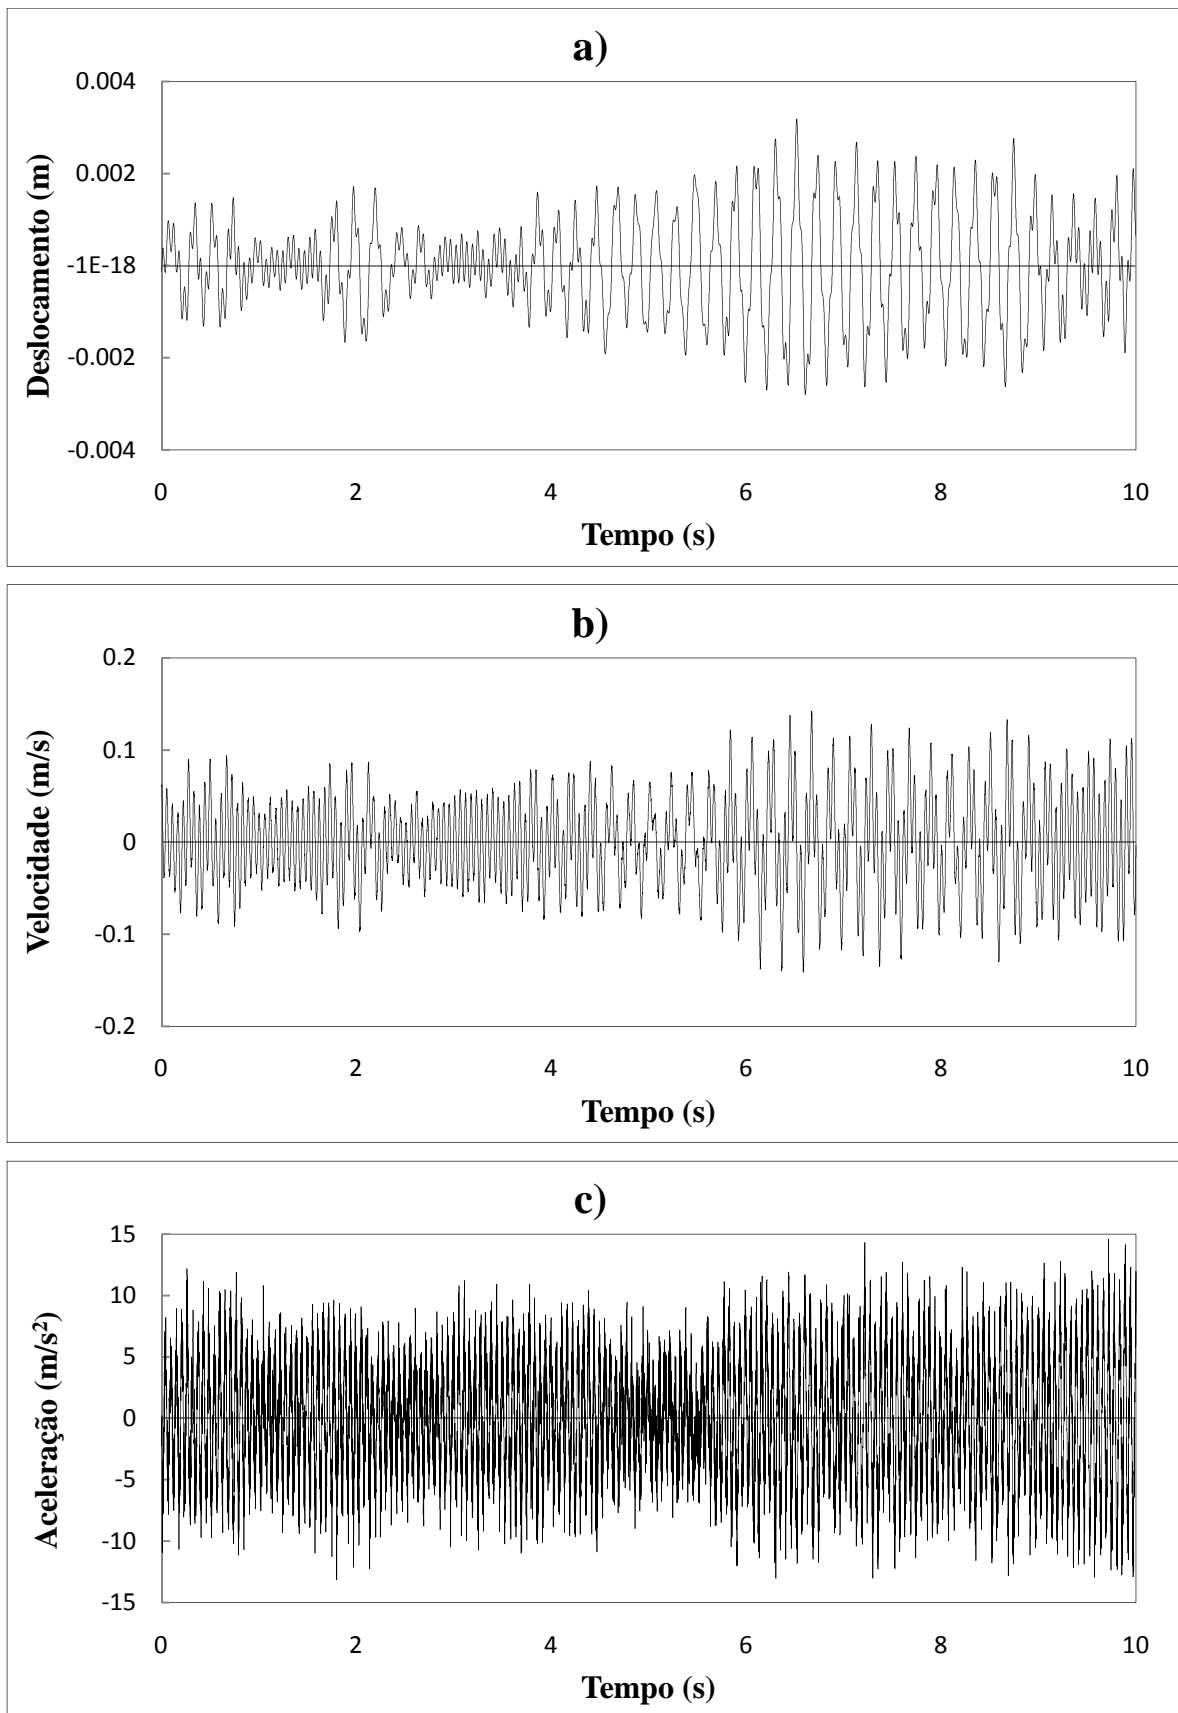 a)
0.004
0.002
-1E-18
-0.002
-0.004
Deslocamento (m)
0 2 4 6 8 10
Tempo (s)
b)
0.2
0.1
0
-0.1
-0.2
Velocidade (m/s)
0 2 4 6 8 10
Tempo (s)
c)
15
10
5
0
-5
-10
-15
Aceleração (m/s²)
0 2 4 6 8 10
Tempo (s)